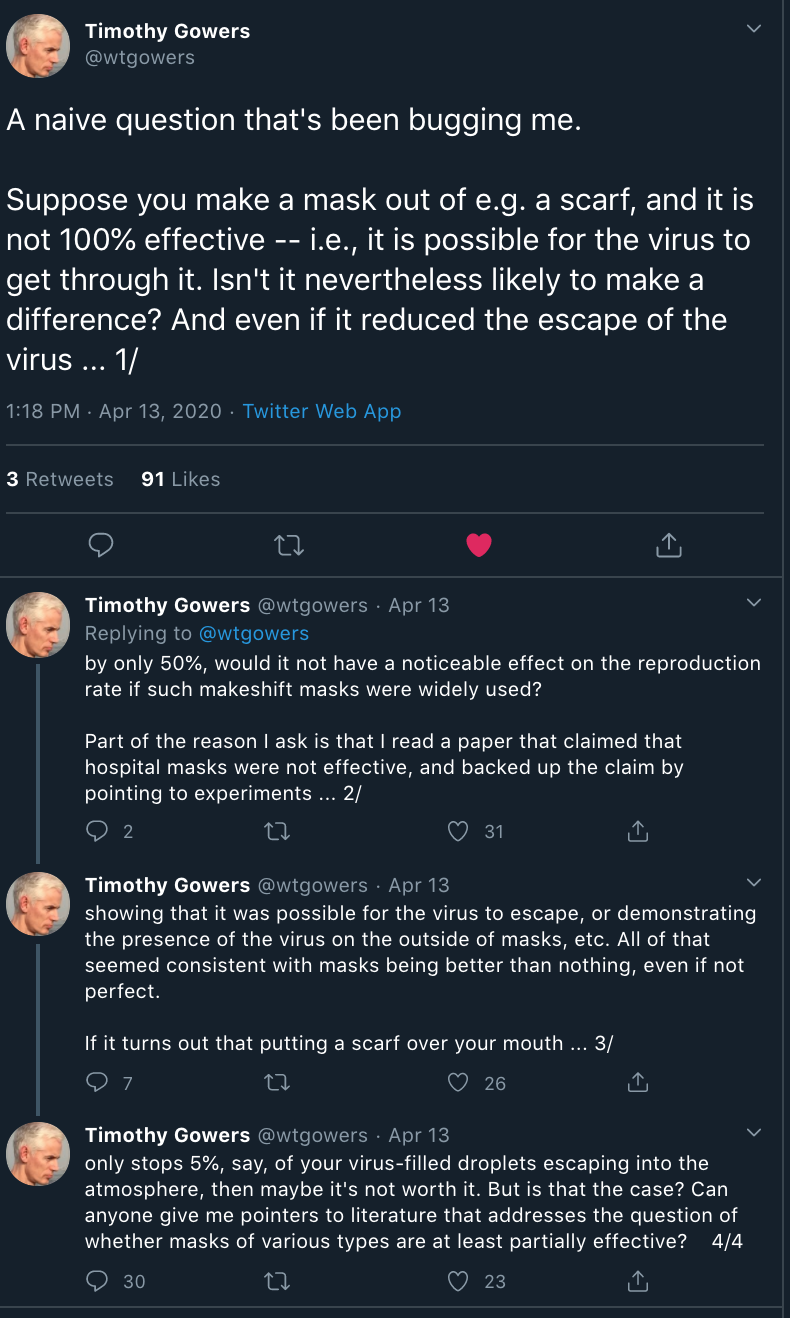 Timothy Gowers
@wtgowers
A naive question that's been bugging me.
Suppose you make a mask out of e.g. a scarf, and it is
not 100% effective -- i.e., it is possible for the virus to
get through it. Isn't it nevertheless likely to make a
difference? And even if it reduced the escape of the
virus ... 1/
1:18 PM · Apr 13, 2020 · Twitter Web App
3 Retweets 91 Likes
Timothy Gowers @wtgowers · Apr 13
Replying to @wtgowers
by only 50%, would it not have a noticeable effect on the reproduction
rate if such makeshift masks were widely used?
Part of the reason I ask is that I read a paper that claimed that
hospital masks were not effective, and backed up the claim by
pointing to experiments ... 2/
2 31
Timothy Gowers @wtgowers · Apr 13
showing that it was possible for the virus to escape, or demonstrating
the presence of the virus on the outside of masks, etc. All of that
seemed consistent with masks being better than nothing, even if not
perfect.
If it turns out that putting a scarf over your mouth ... 3/
7 26
Timothy Gowers @wtgowers · Apr 13
only stops 5%, say, of your virus-filled droplets escaping into the
atmosphere, then maybe it's not worth it. But is that the case? Can
anyone give me pointers to literature that addresses the question of
whether masks of various types are at least partially effective? 4/4
30 23